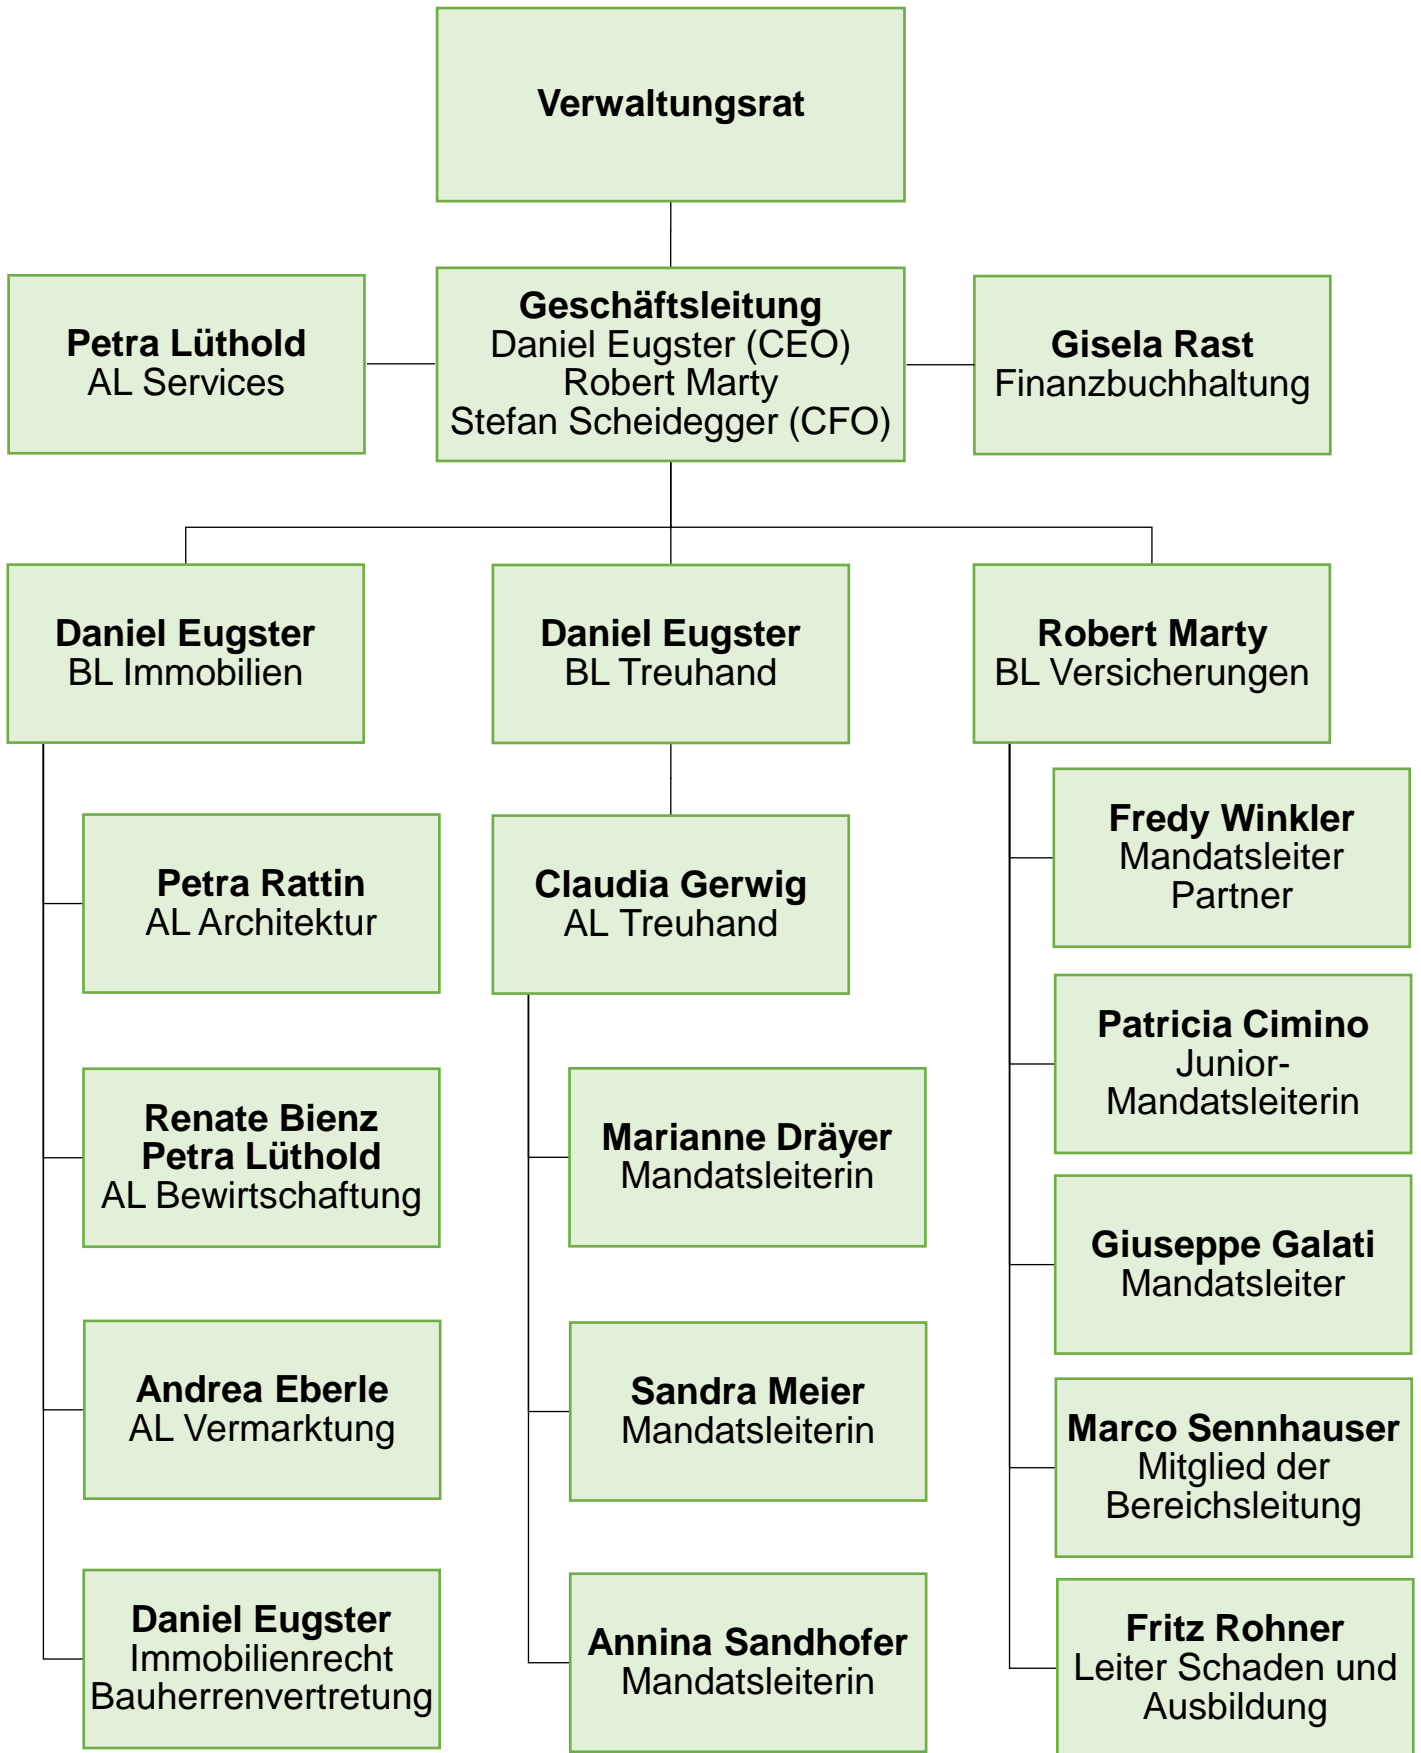 Verwaltungsrat
Petra Lüthold
AL Services
Geschäftsleitung
Daniel Eugster (CEO)
Robert Marty
Stefan Scheidegger (CFO)
Gisela Rast
Finanzbuchhaltung
Daniel Eugster
BL Immobilien
Daniel Eugster
BL Treuhand
Robert Marty
BL Versicherungen
Petra Rattin
AL Architektur
Renate Bienz
Petra Lüthold
AL Bewirtschaftung
Andrea Eberle
AL Vermarktung
Daniel Eugster
Immobilienrecht
Bauherrenvertretung
Claudia Gerwig
AL Treuhand
Marianne Dräyer
Mandatsleiterin
Sandra Meier
Mandatsleiterin
Annina Sandhofer
Mandatsleiterin
Fredy Winkler
Mandatsleiter
Partner
Patricia Cimino
Junior-
Mandatsleiterin
Giuseppe Galati
Mandatsleiter
Marco Sennhauser
Mitglied der
Bereichsleitung
Fritz Rohner
Leiter Schaden und
Ausbildung